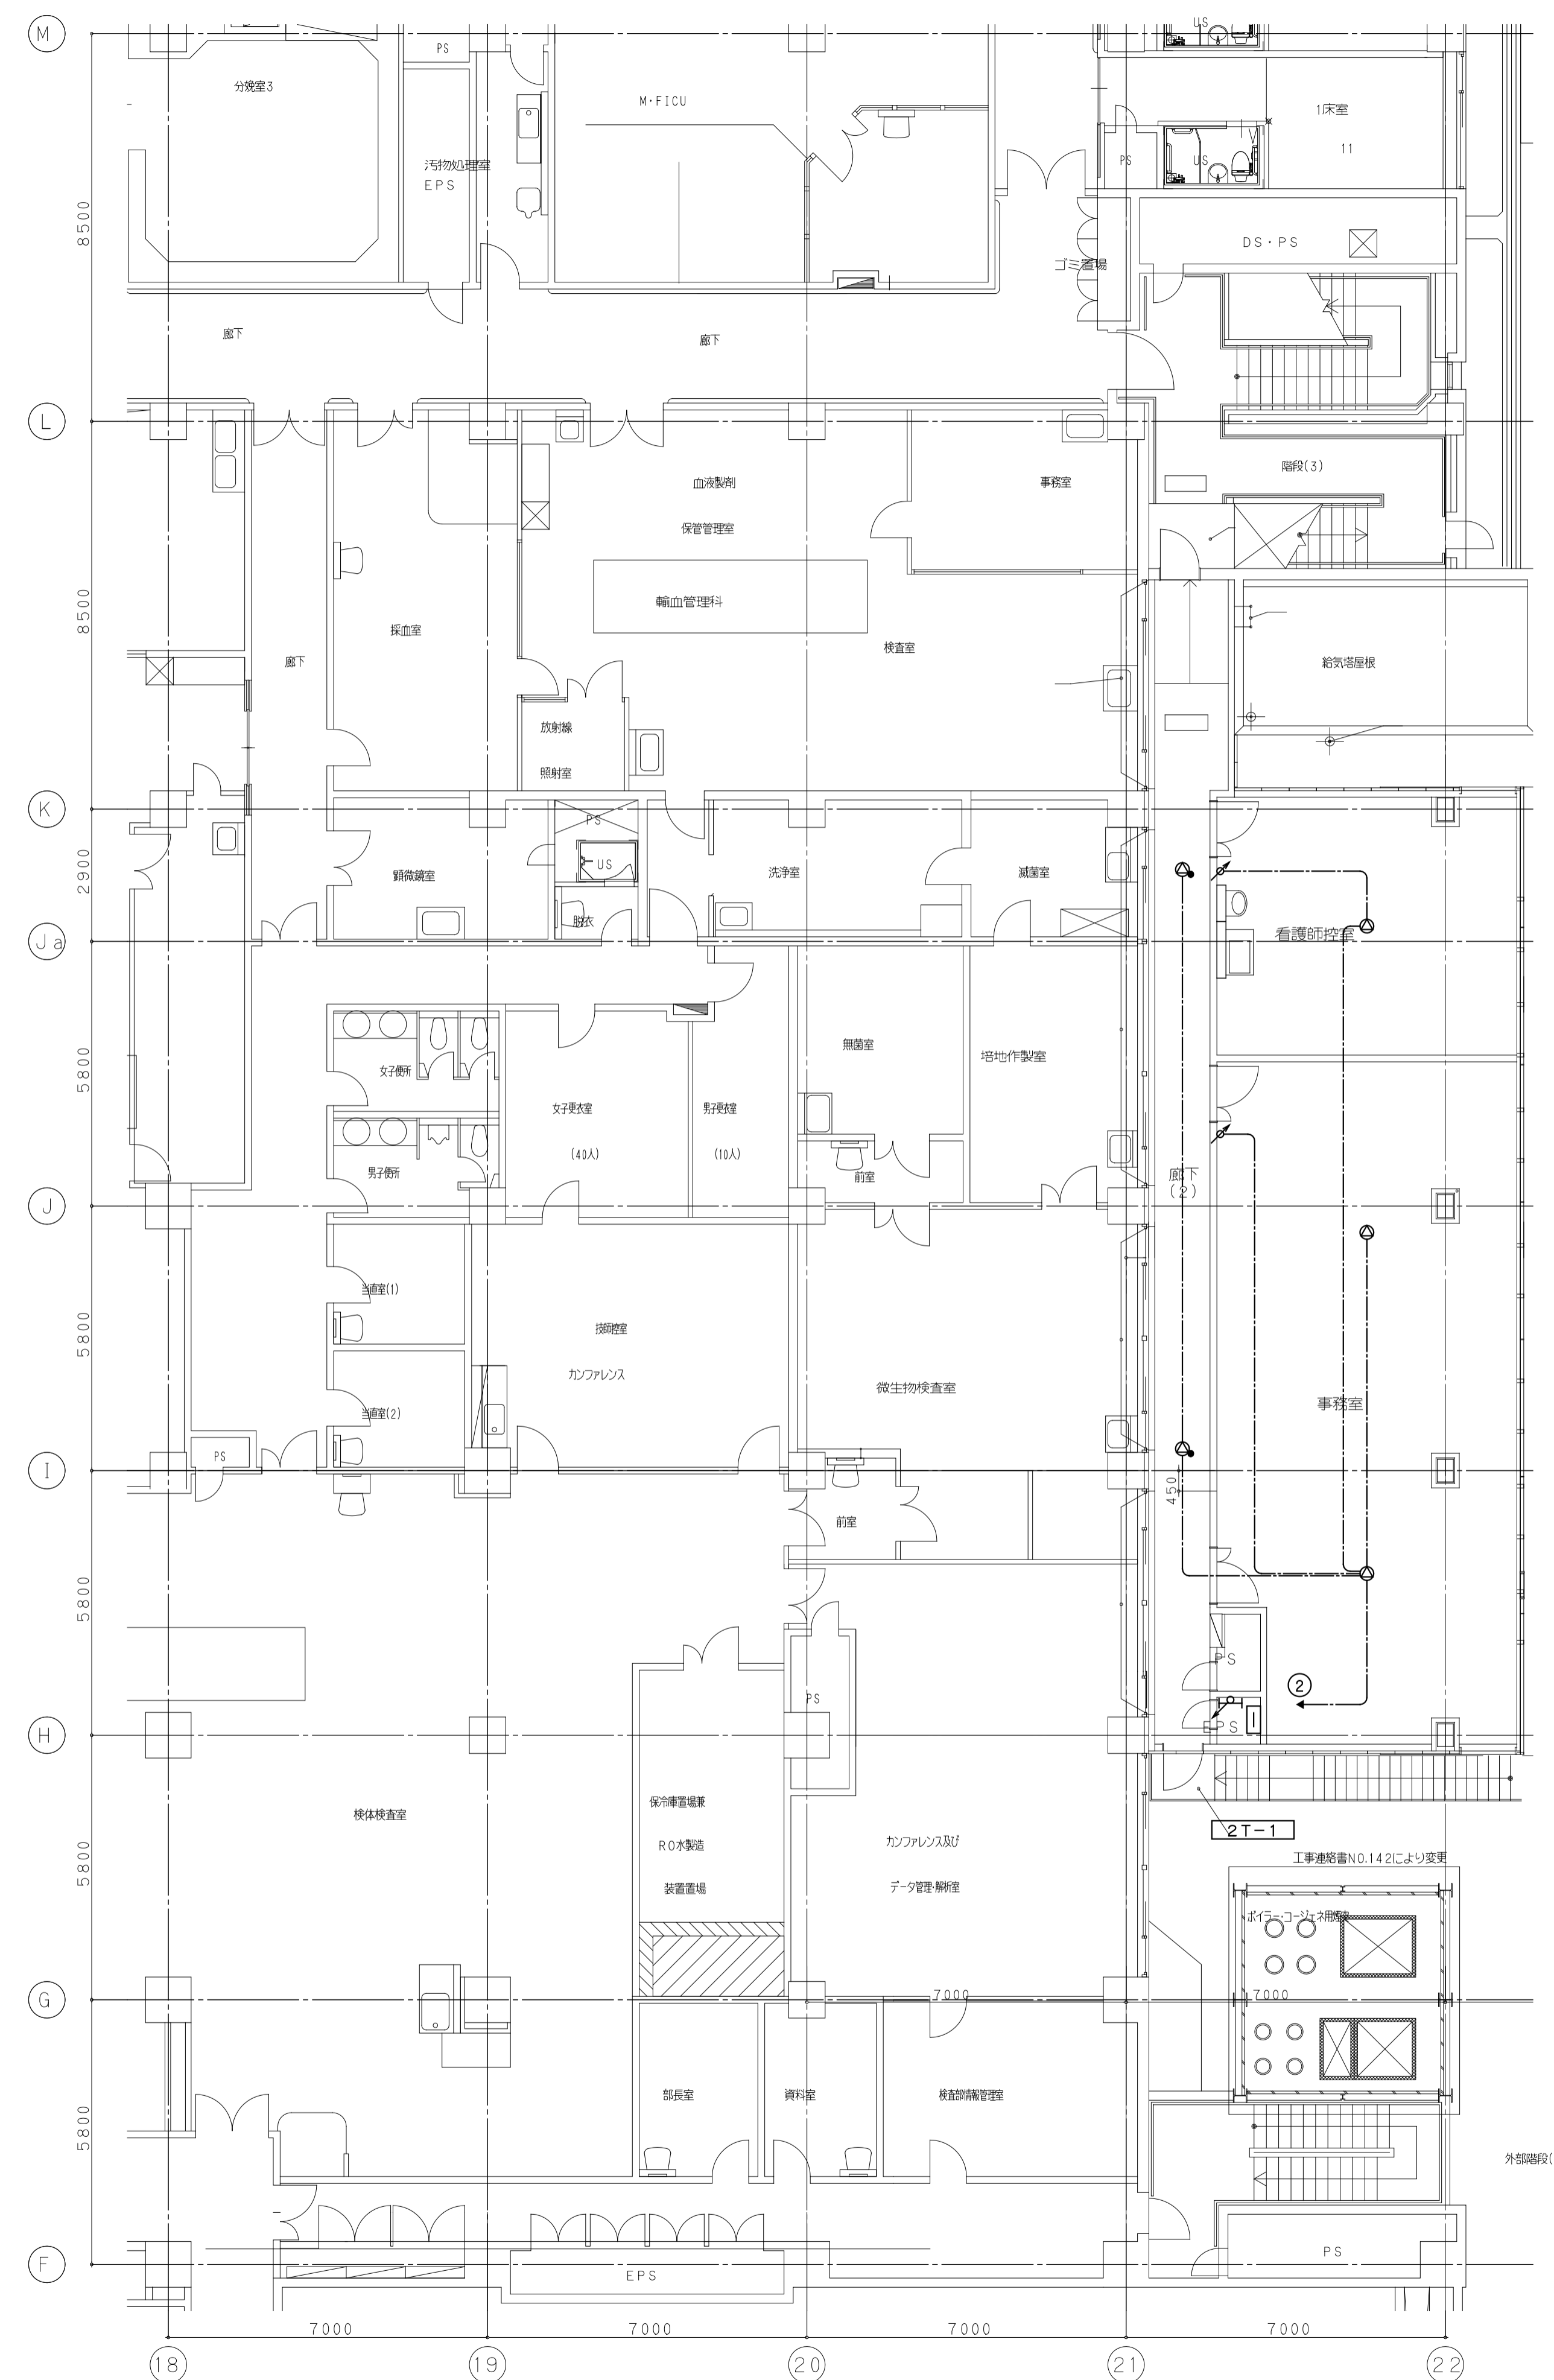 M
PS
US
分娩室3
M・FICU
1床室
11
汚物処理室
EPS
PS
US
8500
DS・PS
ゴミ置場
廊下
廊下
L
階段(3)
血液製剤
事務室
保管管理室
8500
輸血管理科
採血室
検査室
廊下
給気塔屋根
放射線
照射室
K
PS
US
2900
顕微鏡室
洗浄室
滅菌室
脱衣
看護師控室
Ja
無菌室
培地作製室
5800
女子便所
女子更衣室
男子更衣室
(40人)
(10人)
男子便所
前室
廊下
(2)
J
当直室(1)
技師控室
5800
カンファレンス
微生物検査室
事務室
当直室(2)
PS
I
450
前室
5800
PS
2
PS
EPS
H
保冷庫置場兼
検体検査室
2T-1
カンファレンス及び
RO水製造
工事連絡書NO.142により変更
5800
データ管理・解析室
装置置場
ボイラー・コージェネ用煙突
G
7000
7000
部長室
資料室
検査部情報管理室
5800
外部階段(
PS
F
EPS
7000
7000
7000
7000
18
19
20
21
22